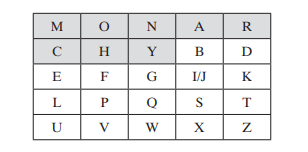 M O N A R
C H Y B D
E F G I/J K
L P Q S T
U V W X Z